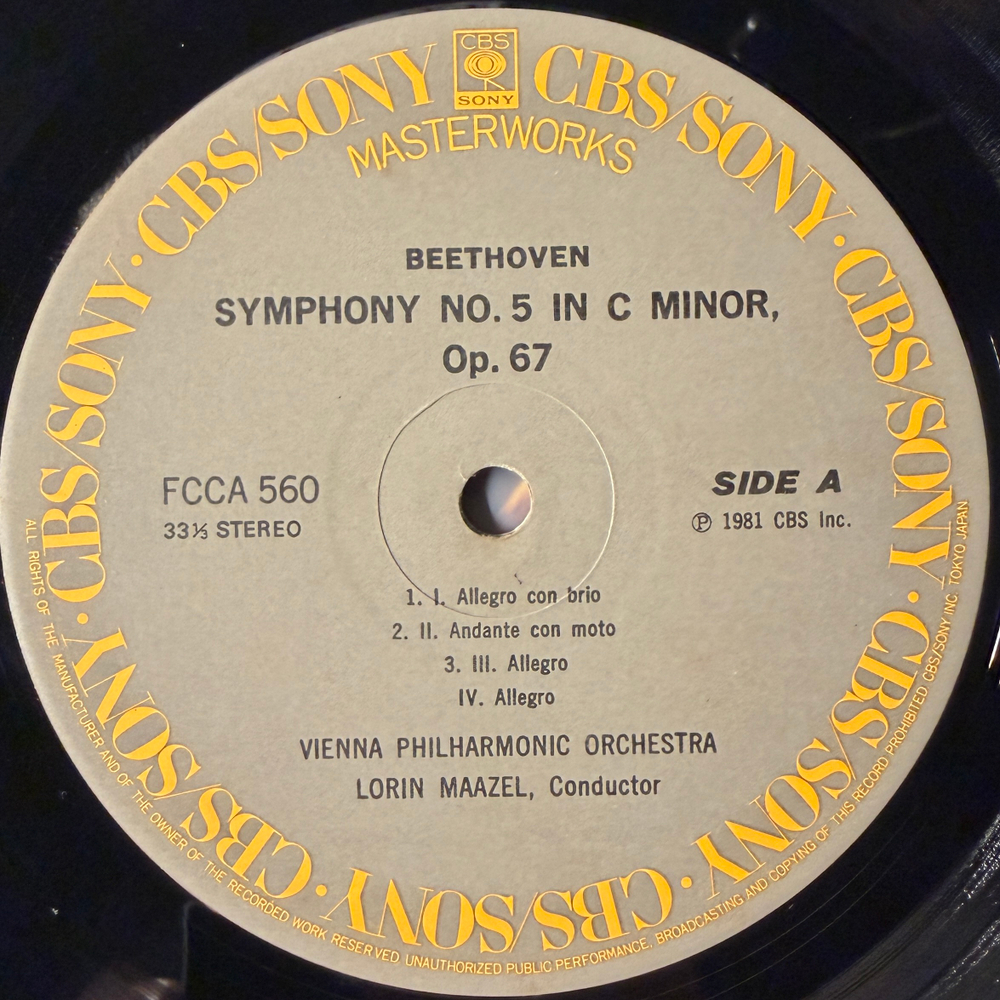 CBS
SONY
CBS/SONY · CBS/SONY · CBS/SONY · CBS/SONY · CBS/SONY · CBS/SONY · CBS/SONY · CBS/SONY
MASTERWORKS
BEETHOVEN
SYMPHONY NO. 5 IN C MINOR,
Op. 67
FCCA 560
33⅓ STEREO
SIDE A
Ⓟ 1981 CBS Inc.
1. I. Allegro con brio
2. II. Andante con moto
3. III. Allegro
IV. Allegro
VIENNA PHILHARMONIC ORCHESTRA
LORIN MAAZEL, Conductor
ALL RIGHTS OF THE MANUFACTURER AND OF THE OWNER OF THE RECORDED WORK RESERVED UNAUTHORIZED PUBLIC PERFORMANCE, BROADCASTING AND COPYING OF THIS RECORD PROHIBITED CBS/SONY INC. TOKYO JAPAN